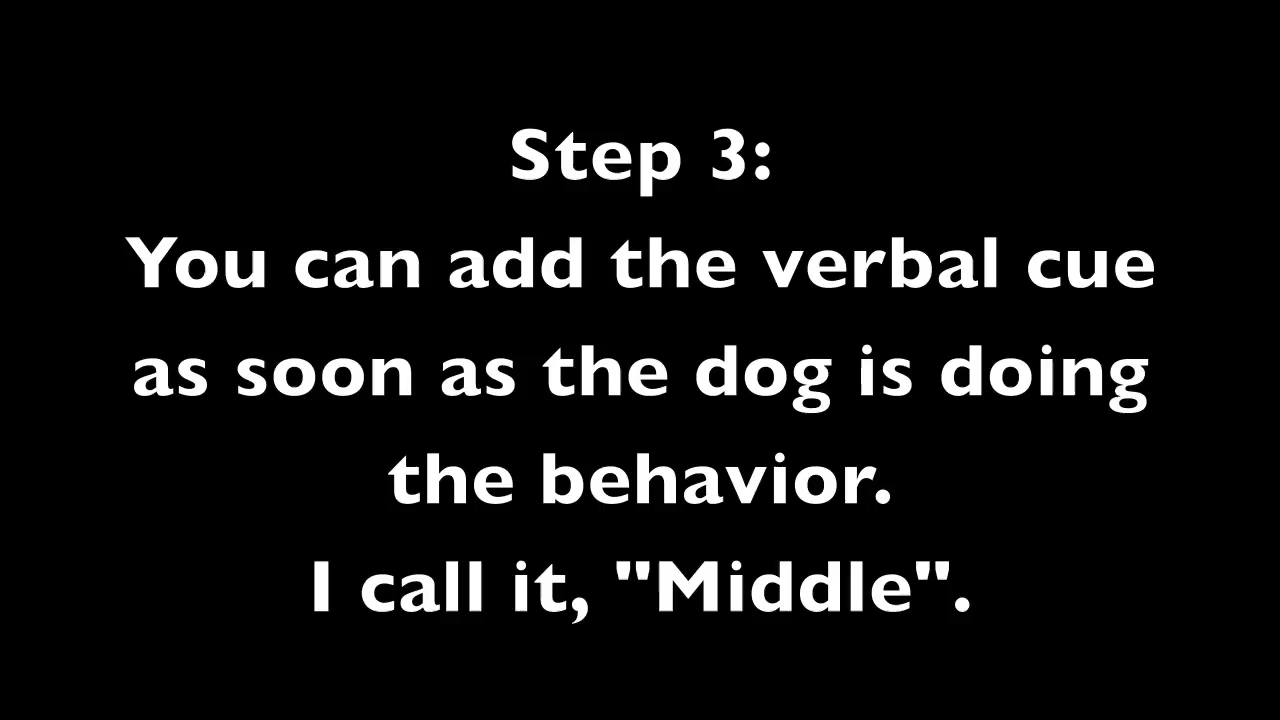 Step 3:
You can add the verbal cue
as soon as the dog is doing
the behavior.
I call it, "Middle".